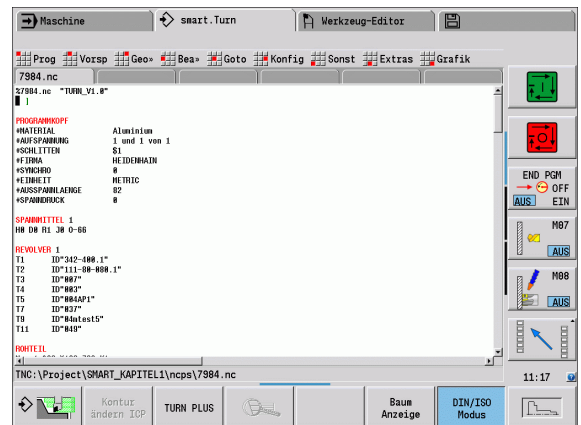 Maschine smart.Turn Werkzeug-Editor
Prog Vorsp Geo» Bea» Goto Konfig Sonst Extras Grafik
7984.nc
%7984.nc "TURN_V1.0"
[ ]
PROGRAMMKOPF
#MATERIAL Aluminium
#AUFSPANNUNG 1 und 1 von 1
#SCHLITTEN $1
#FIRMA HEIDENHAIN
#SYNCHRO 0
#EINHEIT METRIC
#AUSSPANNLAENGE 82
#SPANNDRUCK 0
SPANNMITTEL 1
H0 D0 R1 J0 O-66
REVOLVER 1
T1 ID"342-400.1"
T2 ID"111-80-080.1"
T3 ID"007"
T4 ID"003"
T5 ID"004AP1"
T7 ID"037"
T9 ID"04mtest5"
T11 ID"049"
ROHTEIL
TNC:\Project\SMART_KAPITEL1\ncps\7984.nc
END PGM
OFF
AUS EIN
M07
AUS
M08
AUS
11:17
Kontur ändern ICP
TURN PLUS
Baum Anzeige
DIN/ISO Modus